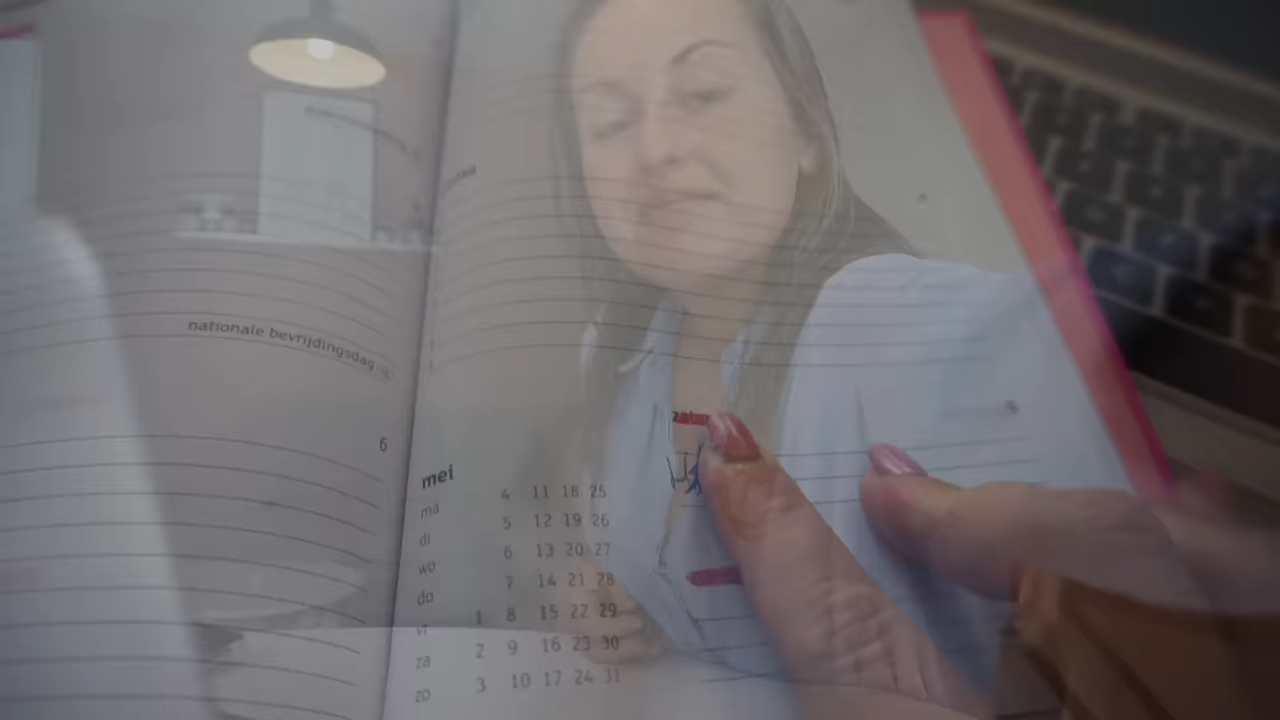 nationale bevrijdingsdag
6
mei
ma 4 11 18 25
di 5 12 19 26
wo 6 13 20 27
do 7 14 21 28
vr 1 8 15 22 29
za 2 9 16 23 30
zo 3 10 17 24 31